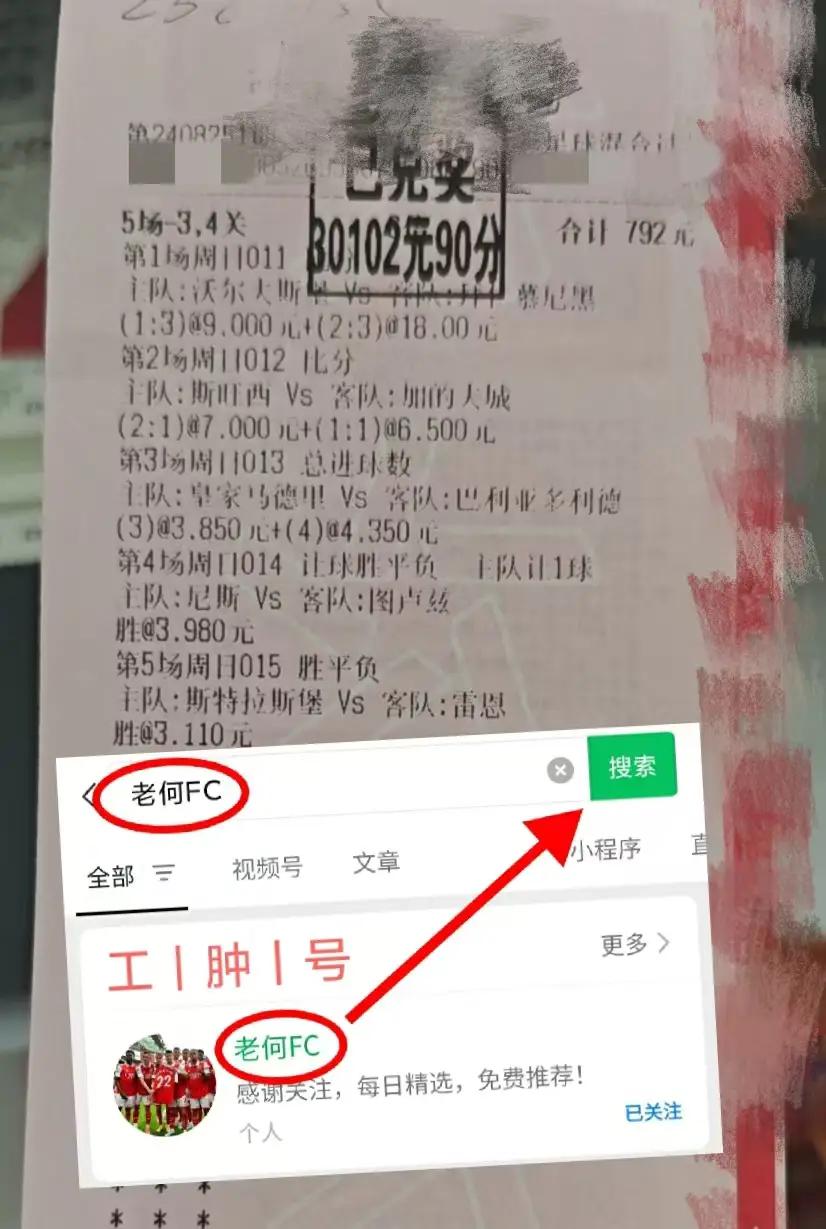 已兑奖
30102元90分
5场-3,4关 合计 792元
第1场周日011
主队:沃尔夫斯堡 Vs 客队:拜仁慕尼黑
(1:3)@9.000元+(2:3)@18.00元
第2场周日012 比分
主队:斯旺西 Vs 客队:加的夫城
(2:1)@7.000元+(1:1)@6.500元
第3场周日013 总进球数
主队:皇家马德里 Vs 客队:巴利亚多利德
(3)@3.850元+(4)@4.350元
第4场周日014 让球胜平负 主队让1球
主队:尼斯 Vs 客队:图卢兹
胜@3.980元
第5场周日015 胜平负
主队:斯特拉斯堡 Vs 客队:雷恩
胜@3.110元
老何FC 搜索
全部 视频号 文章 小程序
工|肿|号 更多
老何FC
感谢关注，每日精选，免费推荐！
个人 已关注
* * *
* * *